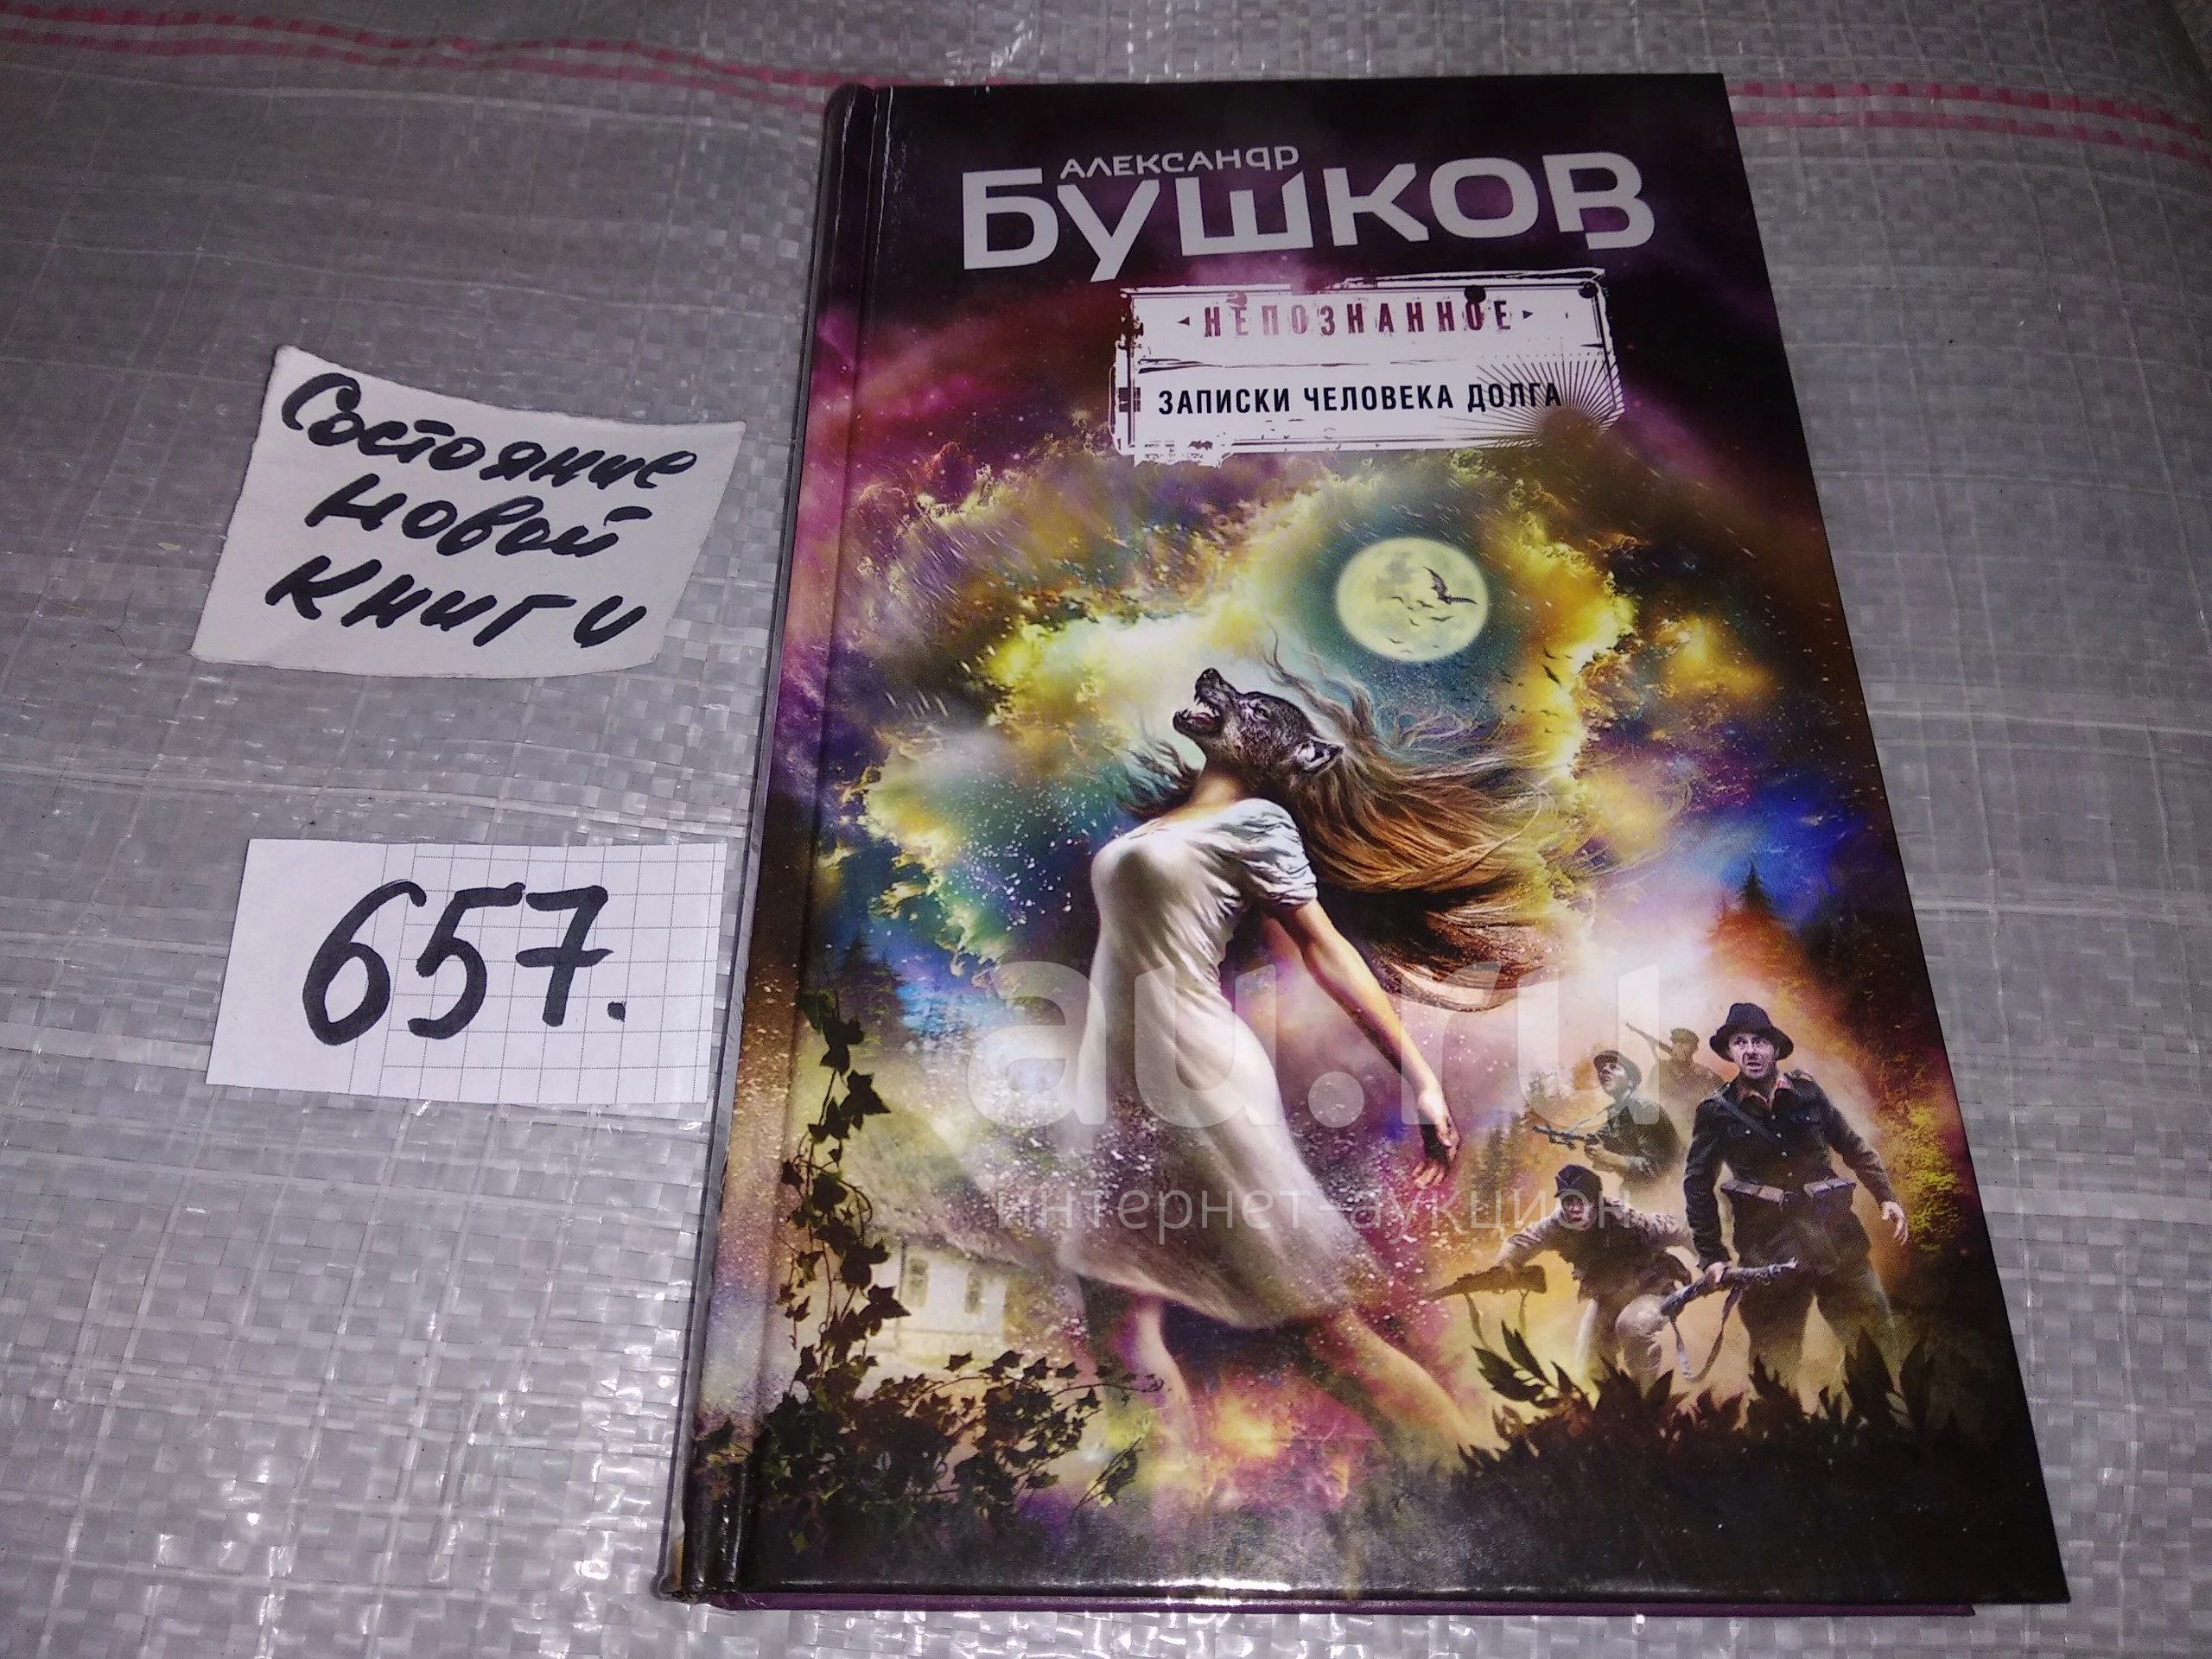 АЛЕКСАНДР
БУШКОВ
НЕПОЗНАННОЕ
ЗАПИСКИ ЧЕЛОВЕКА ДОЛГА
Состояние
новой
книги
657.
au.ru
интернет-аукцион